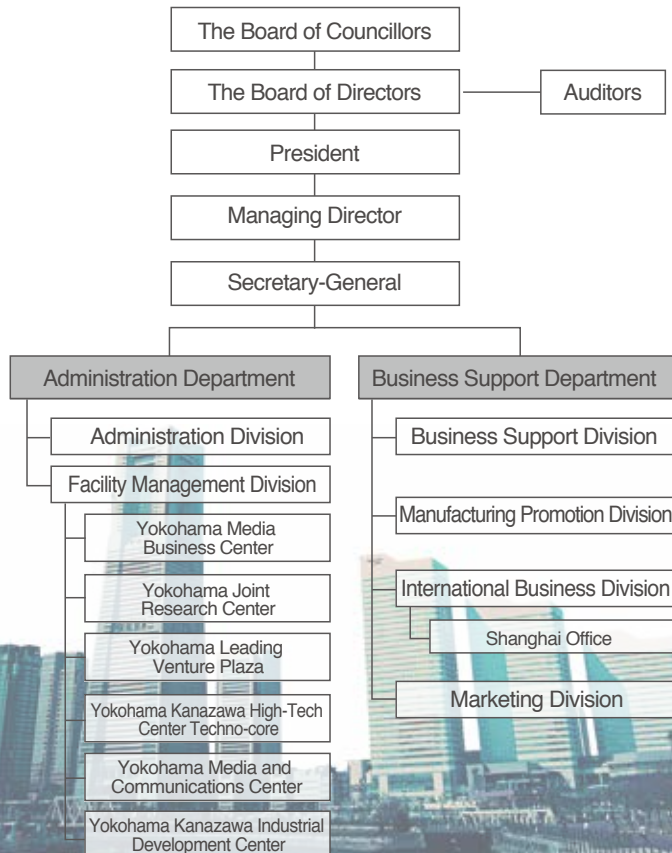 The Board of Councillors
The Board of Directors
Auditors
President
Managing Director
Secretary-General
Administration Department
Administration Division
Facility Management Division
Yokohama Media
Business Center
Yokohama Joint
Research Center
Yokohama Leading
Venture Plaza
Yokohama Kanazawa High-Tech
Center Techno-core
Yokohama Media and
Communications Center
Yokohama Kanazawa Industrial
Development Center
Business Support Department
Business Support Division
Manufacturing Promotion Division
International Business Division
Shanghai Office
Marketing Division